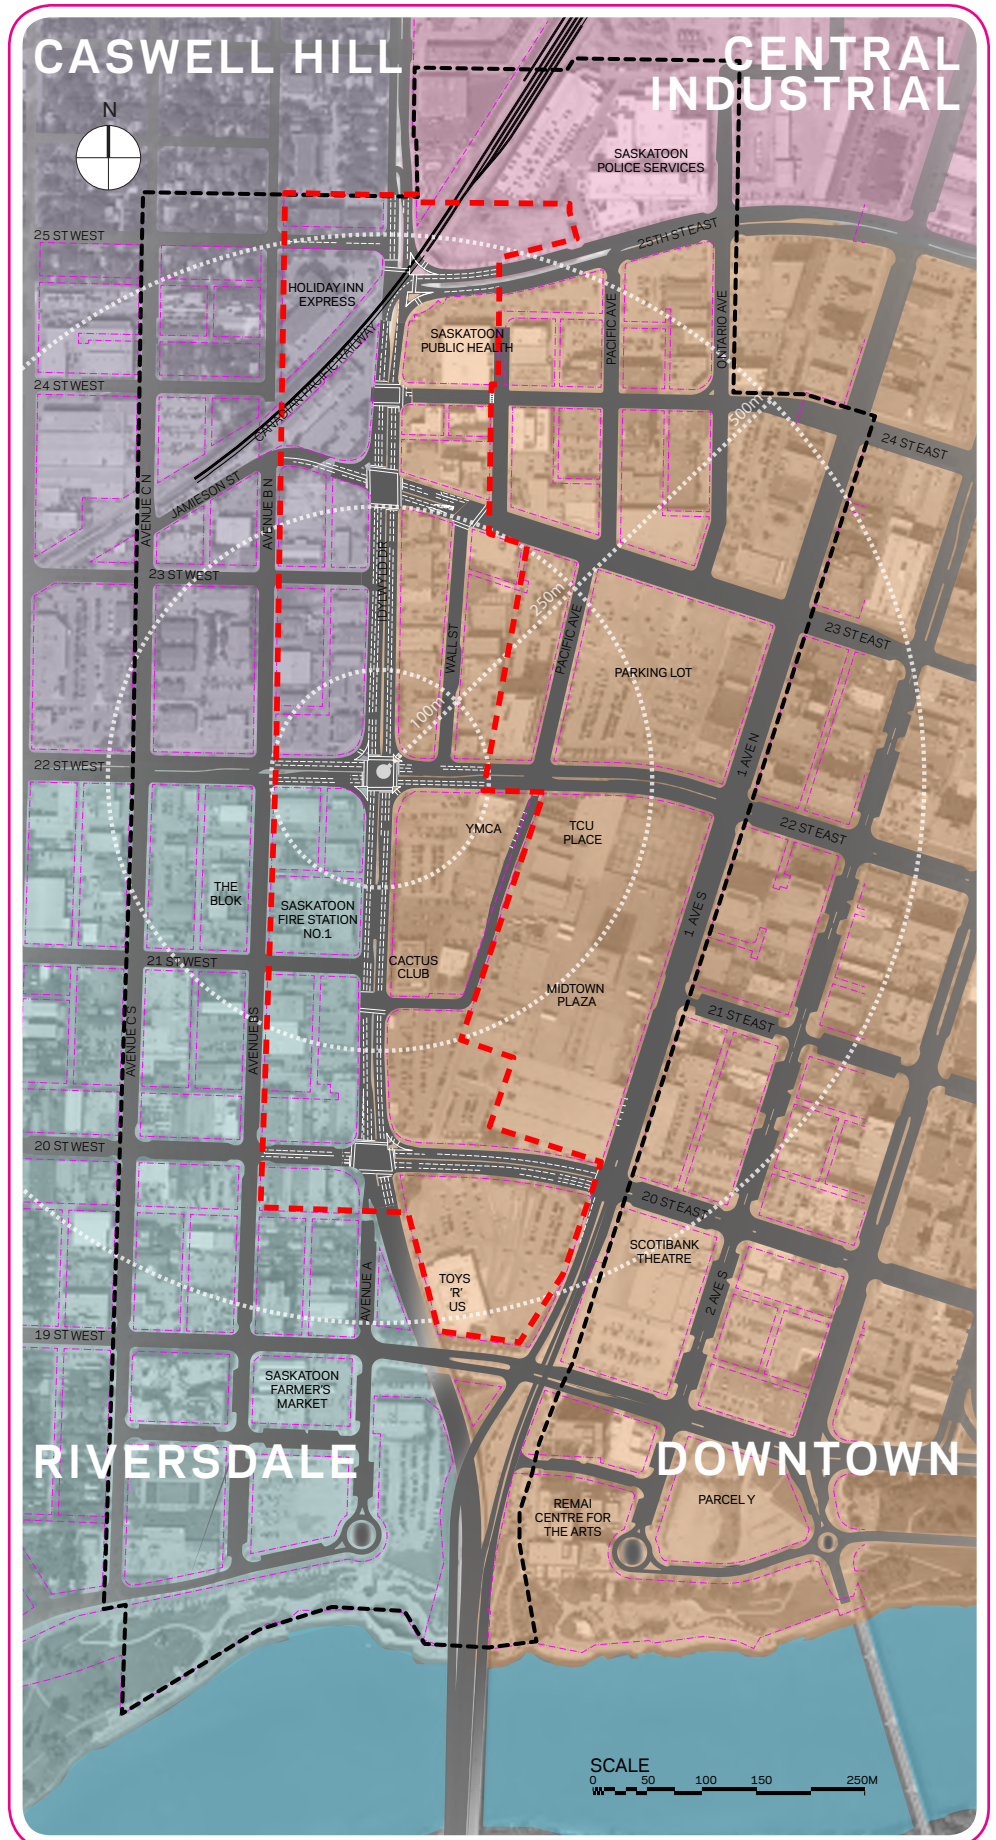 CASWELL HILL
CENTRAL
INDUSTRIAL
N
SASKATOON
POLICE SERVICES
25 ST WEST
25TH ST EAST
HOLIDAY INN
EXPRESS
SASKATOON
PUBLIC HEALTH
PACIFIC AVE
ONTARIO AVE
CANADIAN PACIFIC RAILWAY
24 ST WEST
500m
24 ST EAST
AVENUE C N
JAMIESON ST
AVENUE B N
IDYLWYLD DR
23 ST WEST
250m
23 ST EAST
WALL ST
PACIFIC AVE
PARKING LOT
100m
1 AVE N
22 ST WEST
22 ST EAST
YMCA
TCU
PLACE
THE
BLOK
SASKATOON
FIRE STATION
NO.1
1 AVE S
CACTUS
CLUB
21 ST WEST
MIDTOWN
PLAZA
21 ST EAST
AVENUE C S
AVENUE BS
20 ST WEST
20 ST EAST
SCOTIBANK
THEATRE
TOYS
'R'
US
AVENUE A
2 AVE S
19 ST WEST
SASKATOON
FARMER'S
MARKET
RIVERSDALE
DOWNTOWN
REMAI
CENTRE FOR
THE ARTS
PARCEL Y
SCALE
0 50 100 150 250M